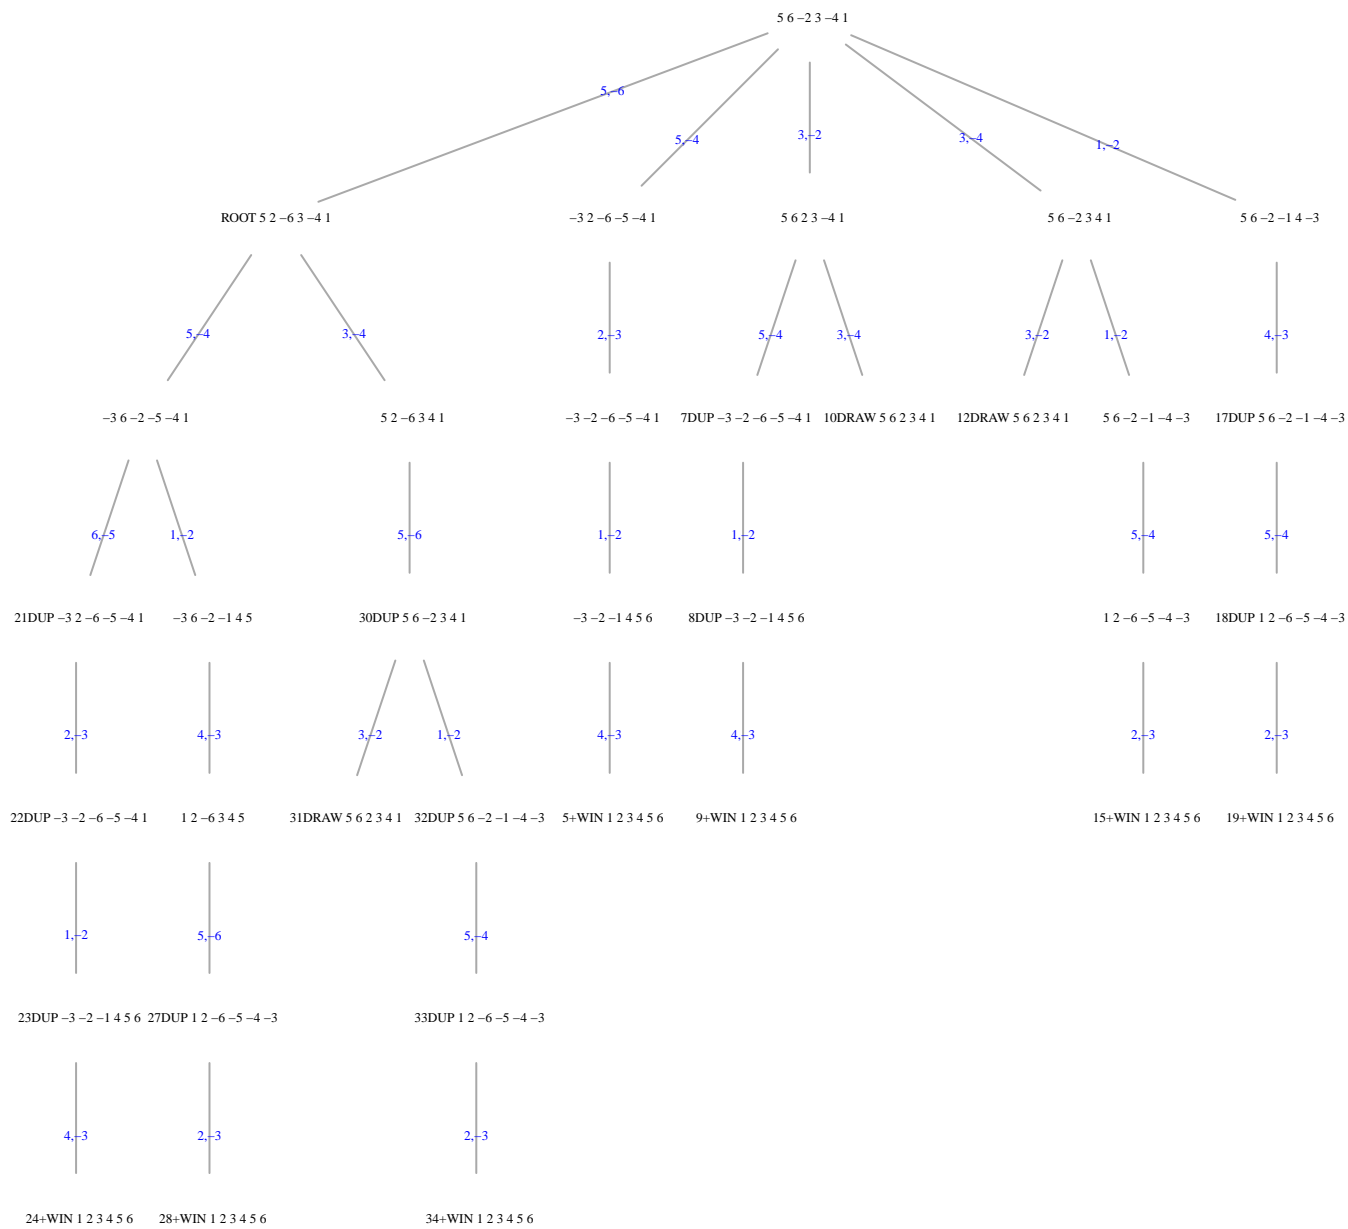 5 6 −2 3 −4 1
5,−6
5,−4
3,−2
3,−4
1,−2
ROOT 5 2 −6 3 −4 1
−3 2 −6 −5 −4 1
5 6 2 3 −4 1
5 6 −2 3 4 1
5 6 −2 −1 4 −3
5,−4
3,−4
2,−3
5,−4
3,−4
3,−2
1,−2
4,−3
−3 6 −2 −5 −4 1
5 2 −6 3 4 1
−3 −2 −6 −5 −4 1
7DUP −3 −2 −6 −5 −4 1
10DRAW 5 6 2 3 4 1
12DRAW 5 6 2 3 4 1
5 6 −2 −1 −4 −3
17DUP 5 6 −2 −1 −4 −3
6,−5
1,−2
5,−6
1,−2
1,−2
5,−4
5,−4
21DUP −3 2 −6 −5 −4 1
−3 6 −2 −1 4 5
30DUP 5 6 −2 3 4 1
−3 −2 −1 4 5 6
8DUP −3 −2 −1 4 5 6
1 2 −6 −5 −4 −3
18DUP 1 2 −6 −5 −4 −3
2,−3
4,−3
3,−2
1,−2
4,−3
4,−3
2,−3
2,−3
22DUP −3 −2 −6 −5 −4 1
1 2 −6 3 4 5
31DRAW 5 6 2 3 4 1
32DUP 5 6 −2 −1 −4 −3
5+WIN 1 2 3 4 5 6
9+WIN 1 2 3 4 5 6
15+WIN 1 2 3 4 5 6
19+WIN 1 2 3 4 5 6
1,−2
5,−6
5,−4
23DUP −3 −2 −1 4 5 6
27DUP 1 2 −6 −5 −4 −3
33DUP 1 2 −6 −5 −4 −3
4,−3
2,−3
2,−3
24+WIN 1 2 3 4 5 6
28+WIN 1 2 3 4 5 6
34+WIN 1 2 3 4 5 6